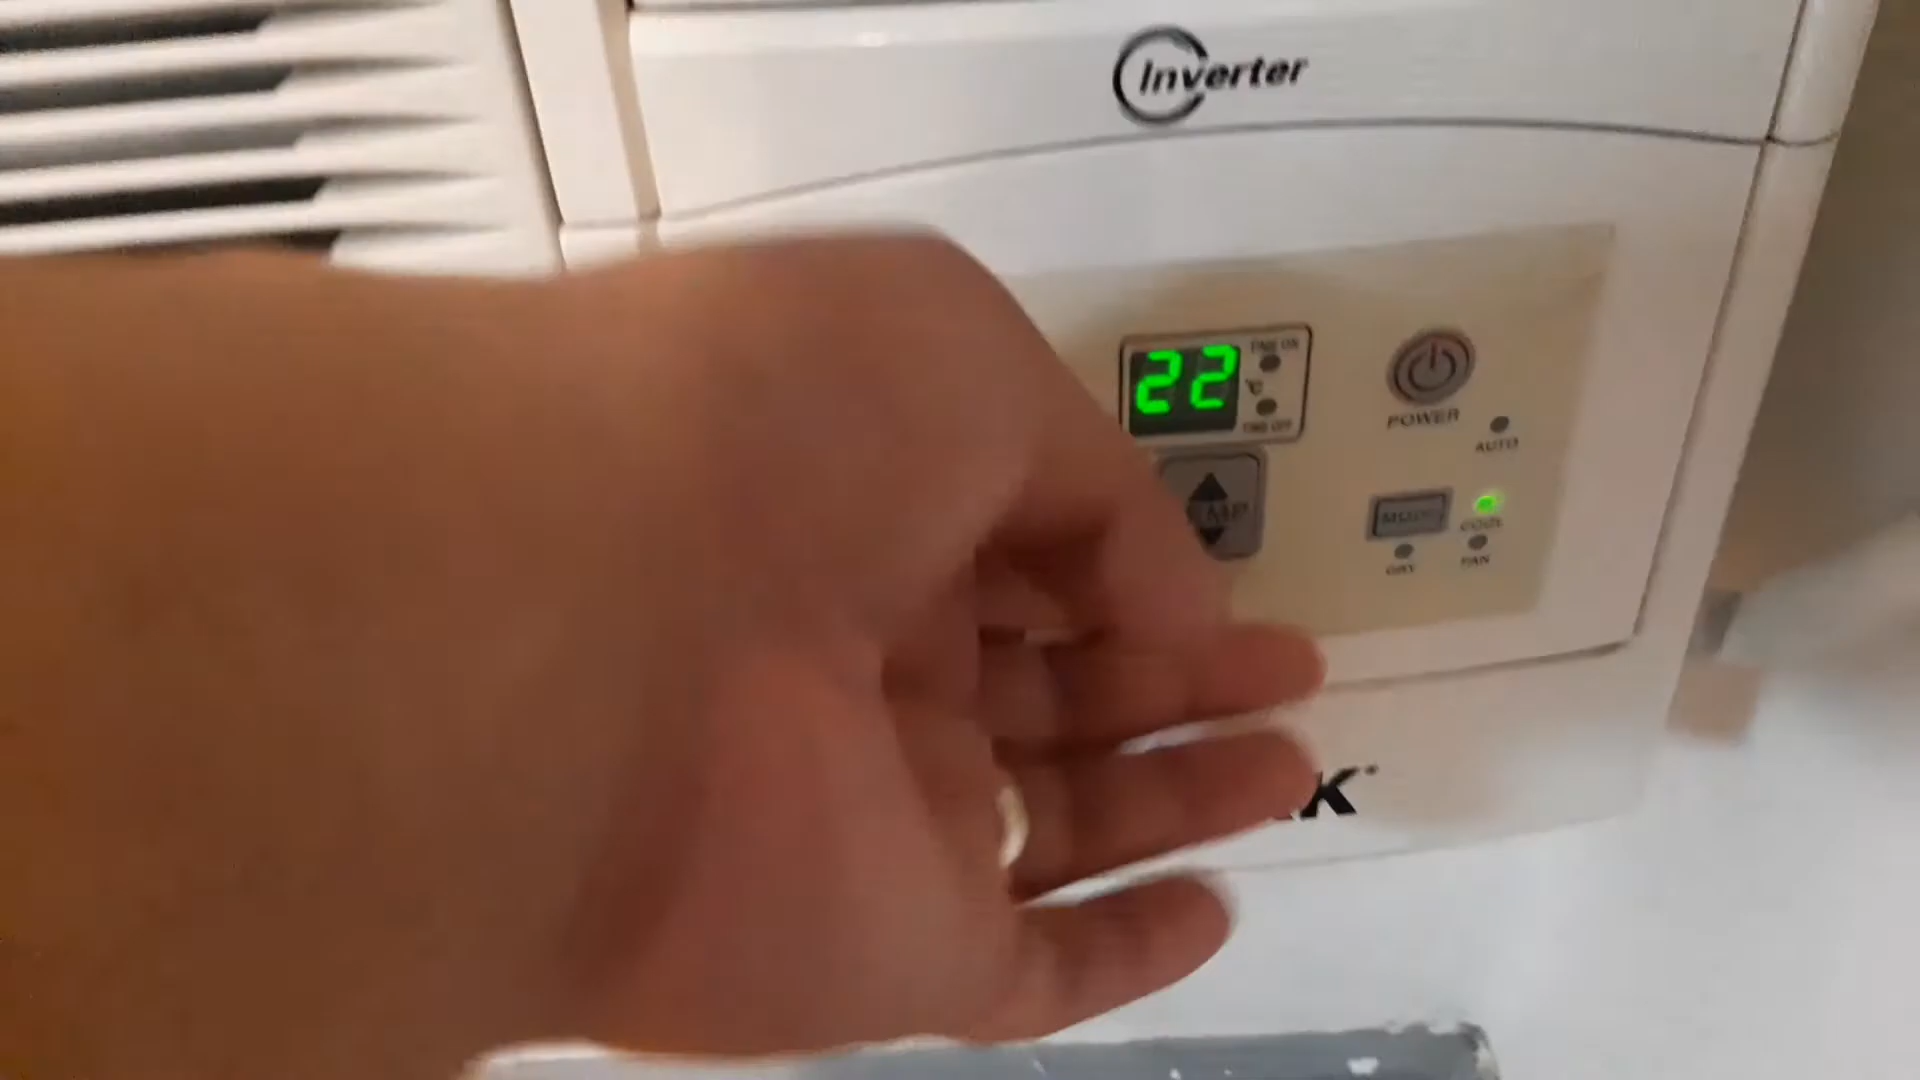 Inverter
22
TIME ON
°C
TIME OFF
POWER
AUTO
MODE
COOL
DRY
FAN
K